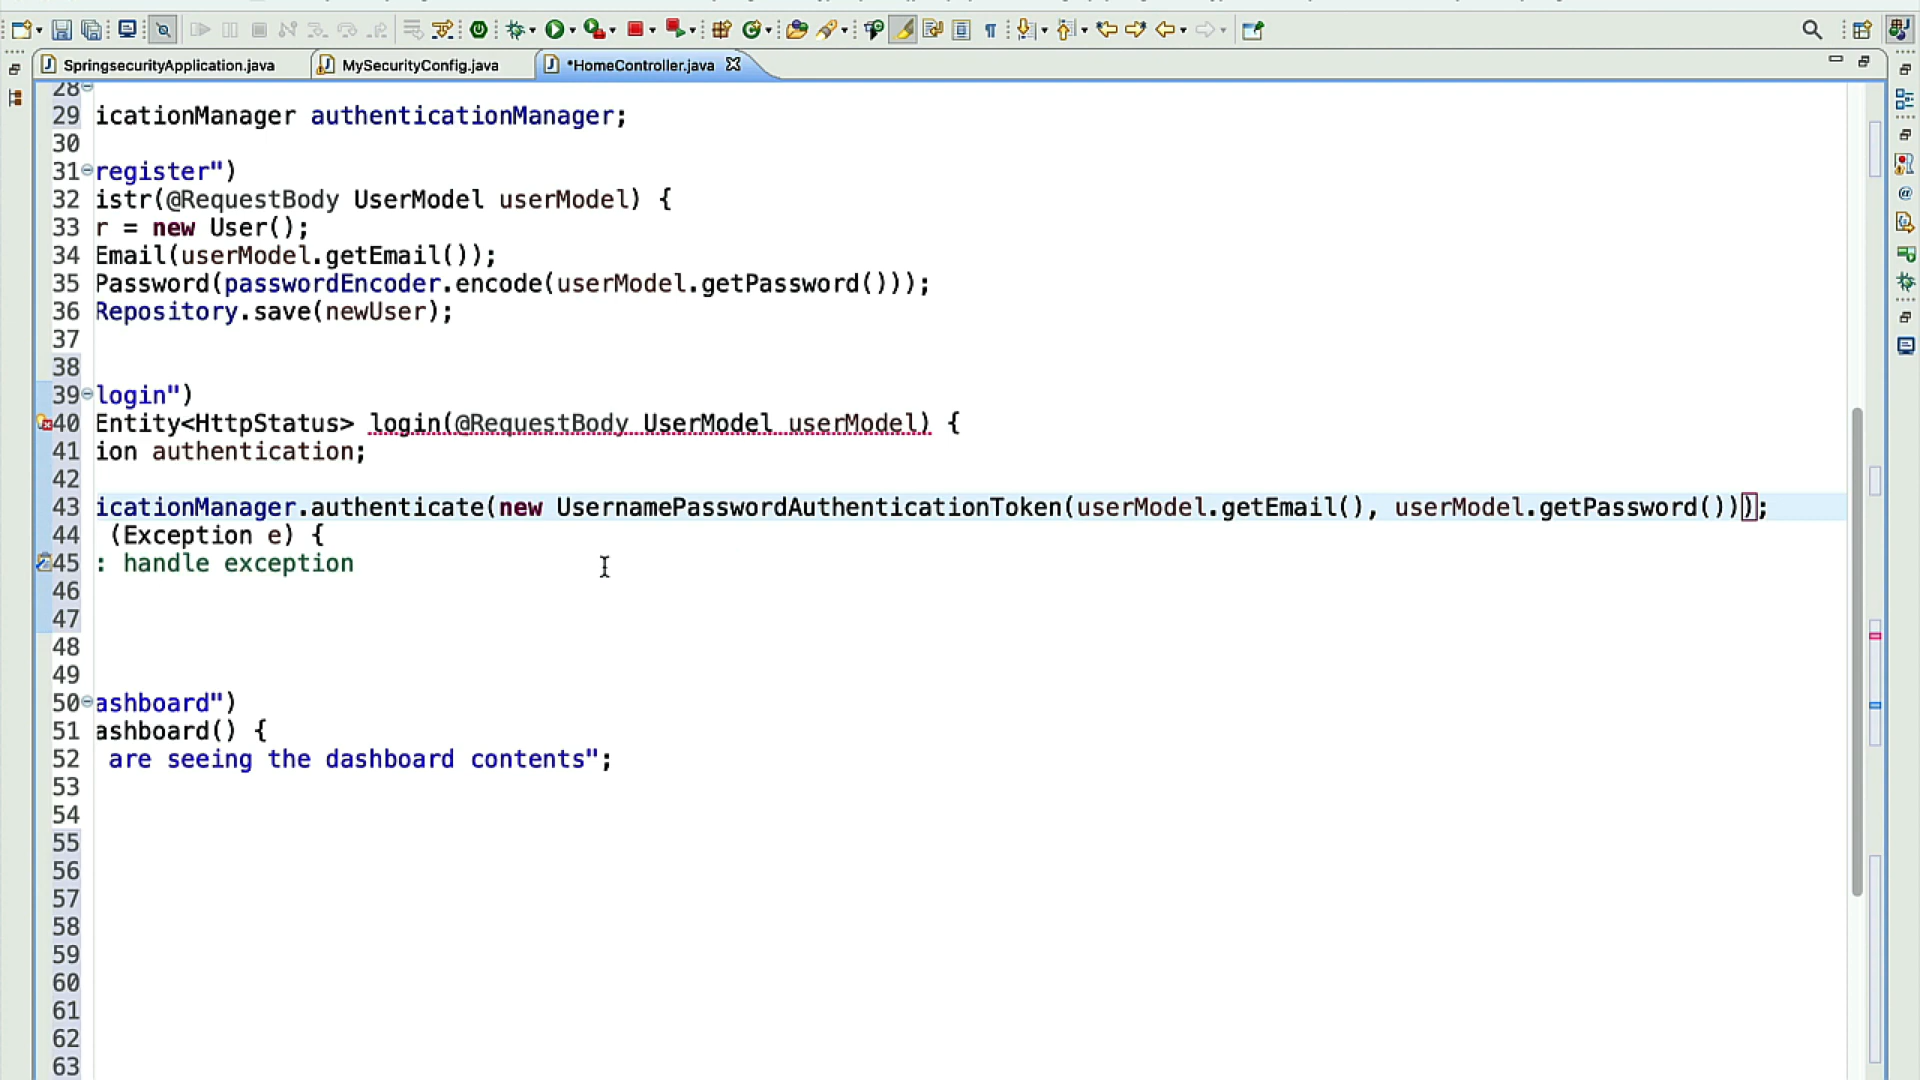 SpringsecurityApplication.java
MySecurityConfig.java
*HomeController.java
28
29 icationManager authenticationManager;
30
31 register")
32 istr(@RequestBody UserModel userModel) {
33 r = new User();
34 Email(userModel.getEmail());
35 Password(passwordEncoder.encode(userModel.getPassword()));
36 Repository.save(newUser);
37
38
39 login")
40 Entity<HttpStatus> login(@RequestBody UserModel userModel) {
41 ion authentication;
42
43 icationManager.authenticate(new UsernamePasswordAuthenticationToken(userModel.getEmail(), userModel.getPassword()));
44 (Exception e) {
45 : handle exception
46
47
48
49
50 ashboard")
51 ashboard() {
52 are seeing the dashboard contents";
53
54
55
56
57
58
59
60
61
62
63